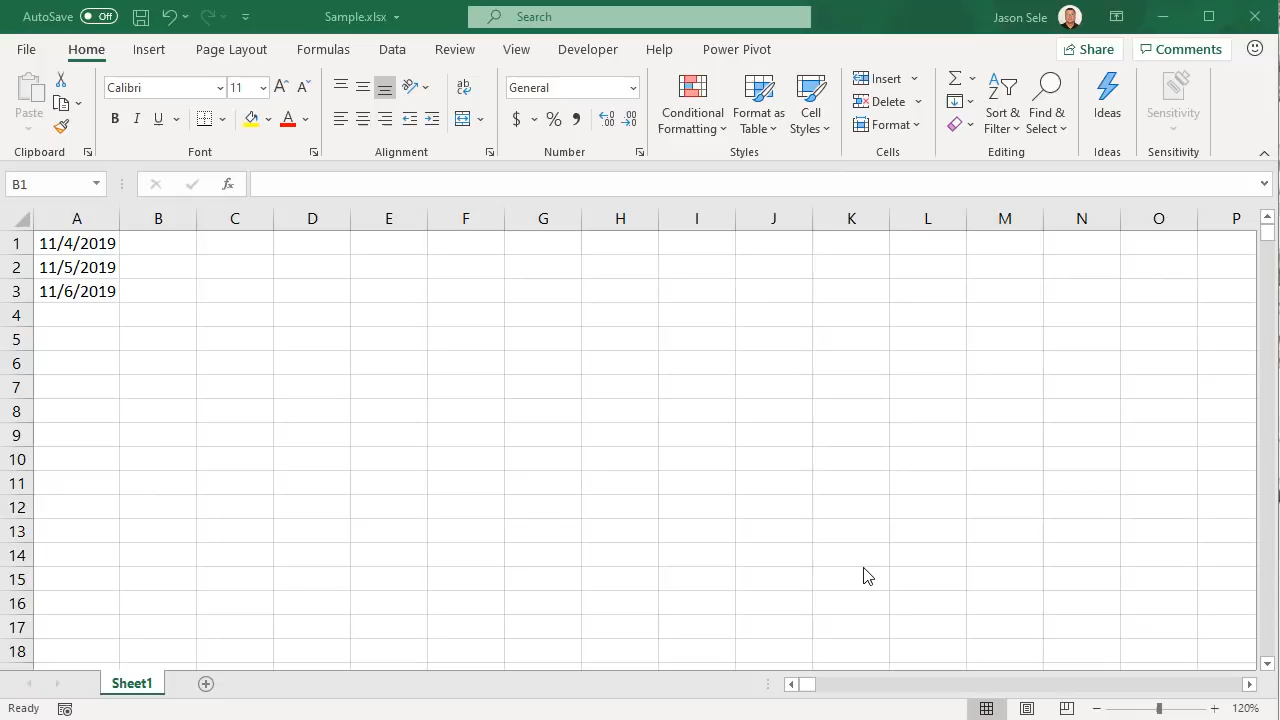 AutoSave Off Sample.xlsx Search Jason Sele
File Home Insert Page Layout Formulas Data Review View Developer Help Power Pivot Share Comments
Paste
Calibri 11
B I U A
ab
General
$ % ,
Conditional Formatting
Format as Table
Cell Styles
Insert
Delete
Format
Sort & Filter
Find & Select
Ideas
Sensitivity
Clipboard Font Alignment Number Styles Cells Editing Ideas Sensitivity
B1 fx
A B C D E F G H I J K L M N O P
1 11/4/2019
2 11/5/2019
3 11/6/2019
4
5
6
7
8
9
10
11
12
13
14
15
16
17
18
Sheet1
Ready 120%